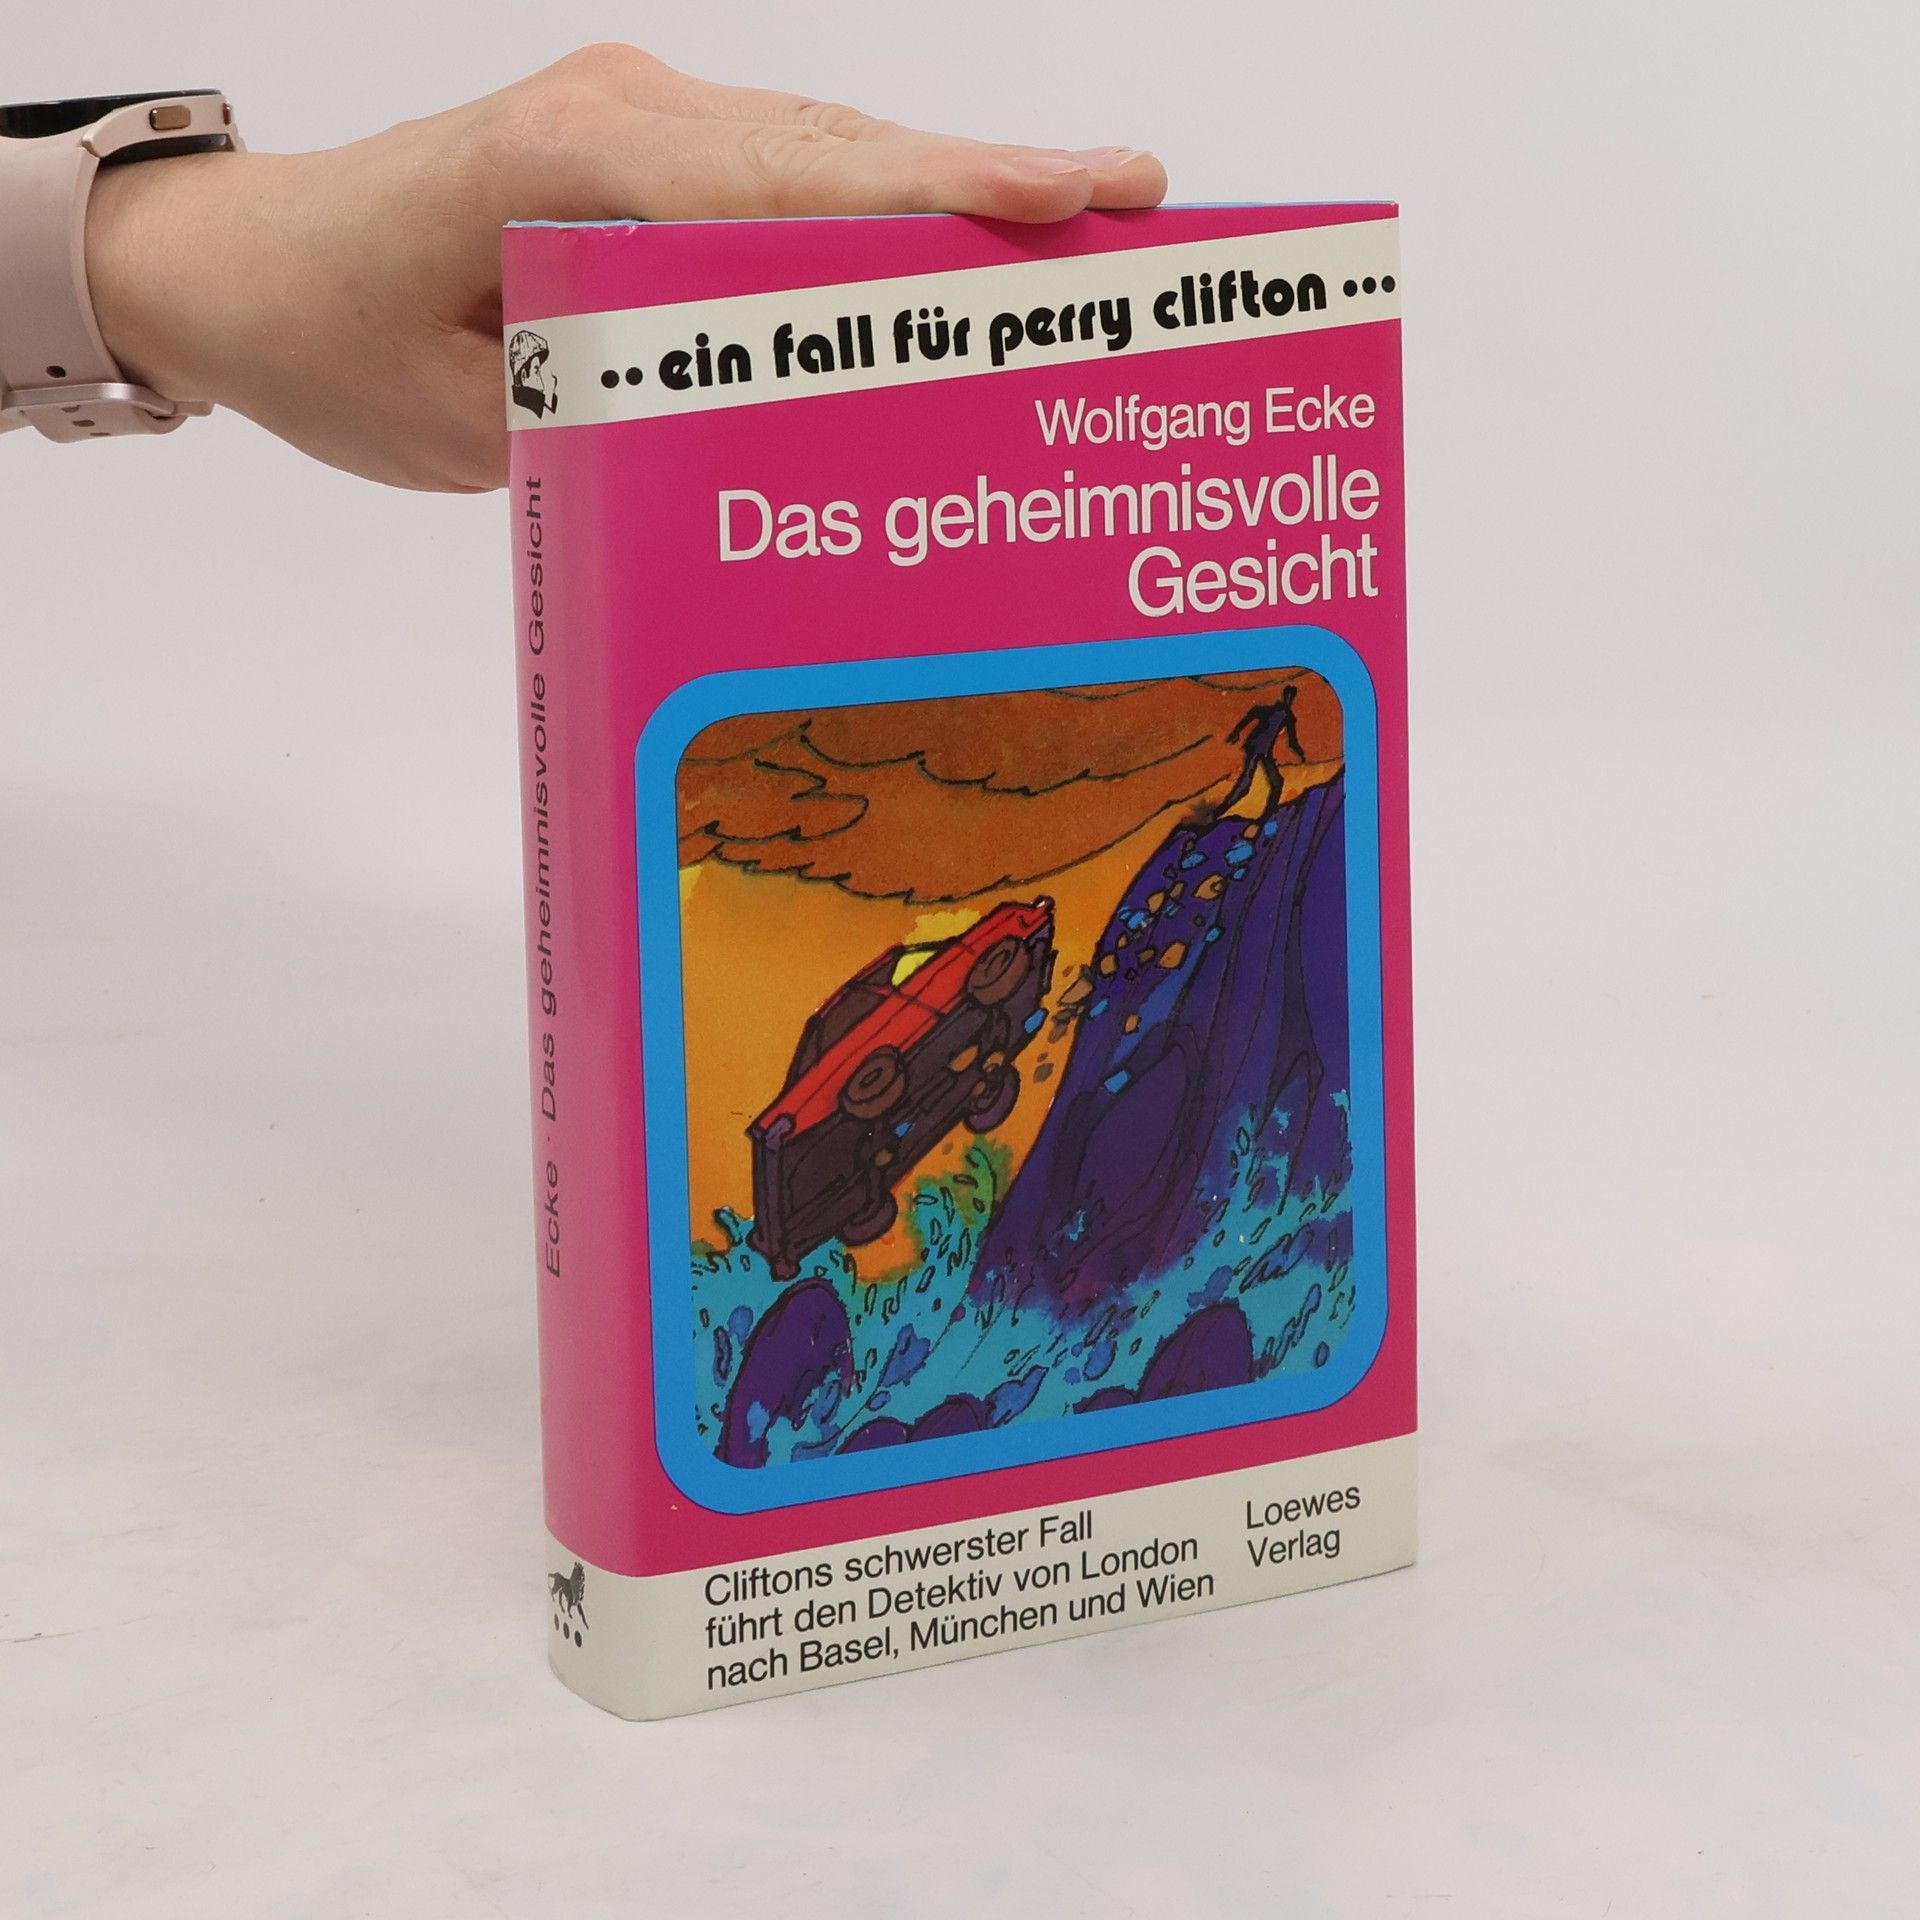 •• ein fall für perry clifton •••
Wolfgang Ecke
Das geheimnisvolle
Gesicht
Cliftons schwerster Fall
führt den Detektiv von London
nach Basel, München und Wien
Loewes
Verlag
Ecke · Das geheimnisvolle Gesicht